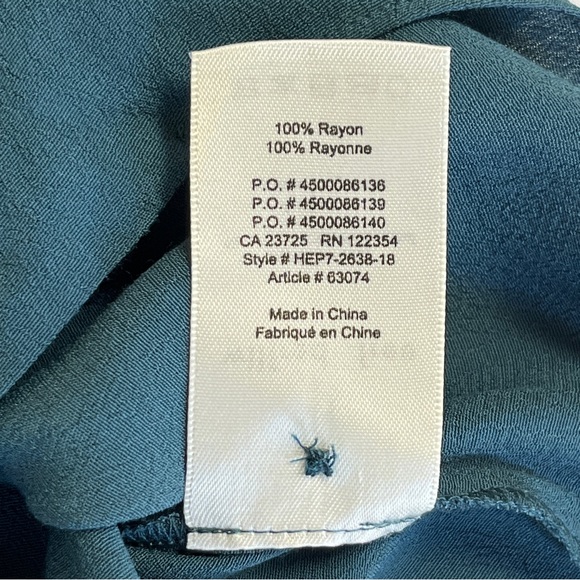 100% Rayon
100% Rayonne
P.O. # 4500086136
P.O. # 4500086139
P.O. # 4500086140
CA 23725 RN 122354
Style # HEP7-2638-18
Article # 63074
Made in China
Fabriqué en Chine